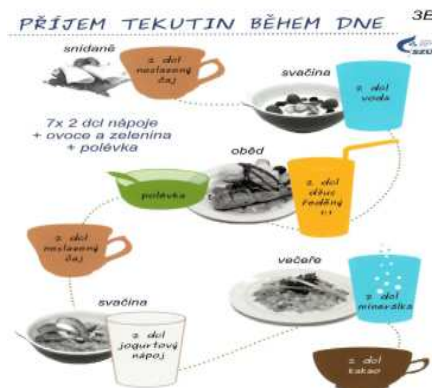 PŘÍJEM TEKUTIN BĚHEM DNE
3B
SZÚ
snídaně
2 dcl
neslazený
čaj
svačina
2 dcl
voda
7x 2 dcl nápoje
+ ovoce a zelenina
+ polévka
oběd
polévka
2 dcl
džus
ředěný
2 dcl
neslazený
čaj
večeře
2 dcl
minerálka
svačina
2 dcl
jogurtový
nápoj
2 dcl
kakao